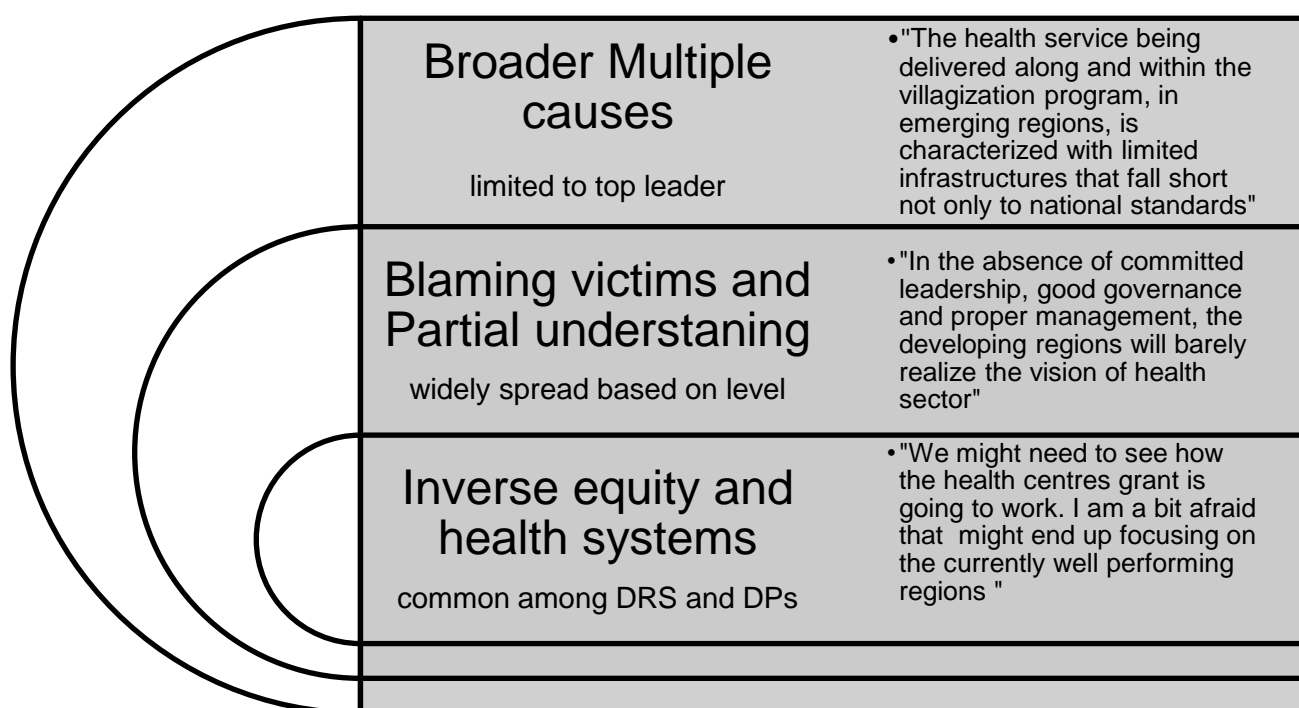 Broader Multiple
causes
limited to top leader
•"The health service being
delivered along and within the
villagization program, in
emerging regions, is
characterized with limited
infrastructures that fall short
not only to national standards"
Blaming victims and
Partial understaning
widely spread based on level
•"In the absence of committed
leadership, good governance
and proper management, the
developing regions will barely
realize the vision of health
sector"
Inverse equity and
health systems
common among DRS and DPs
•"We might need to see how
the health centres grant is
going to work. I am a bit afraid
that  might end up focusing on
the currently well performing
regions "